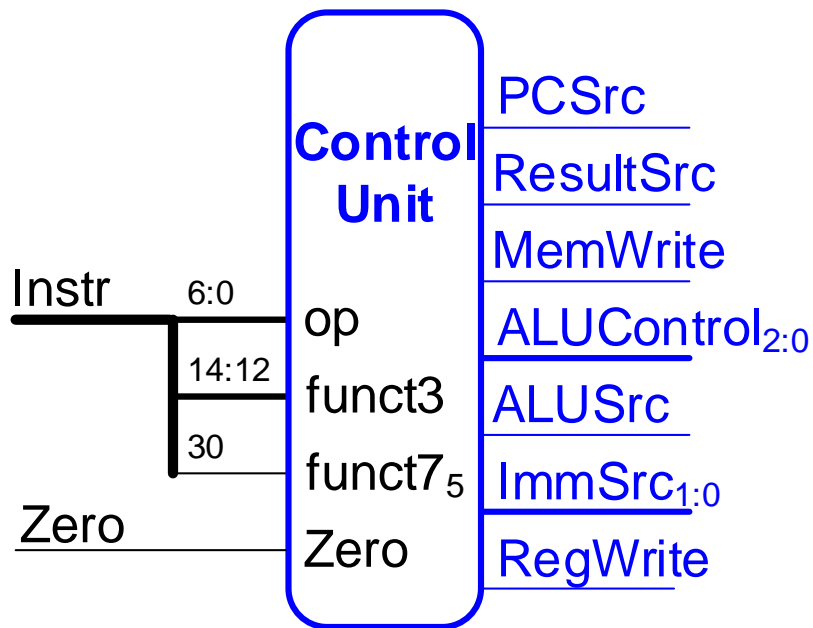 Control
Unit
Instr
6:0
op
14:12
funct3
30
funct7₅
Zero
Zero
PCSrc
ResultSrc
MemWrite
ALUControl₂:₀
ALUSrc
ImmSrc₁:₀
RegWrite